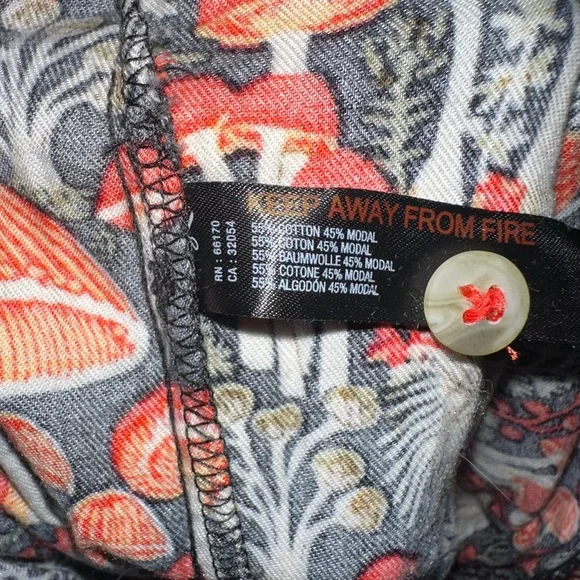 KEEP AWAY FROM FIRE
55% COTTON 45% MODAL
55% COTON 45% MODAL
55% BAUMWOLLE 45% MODAL
55% COTONE 45% MODAL
55% ALGODÓN 45% MODAL
RN : 66170
CA : 32054